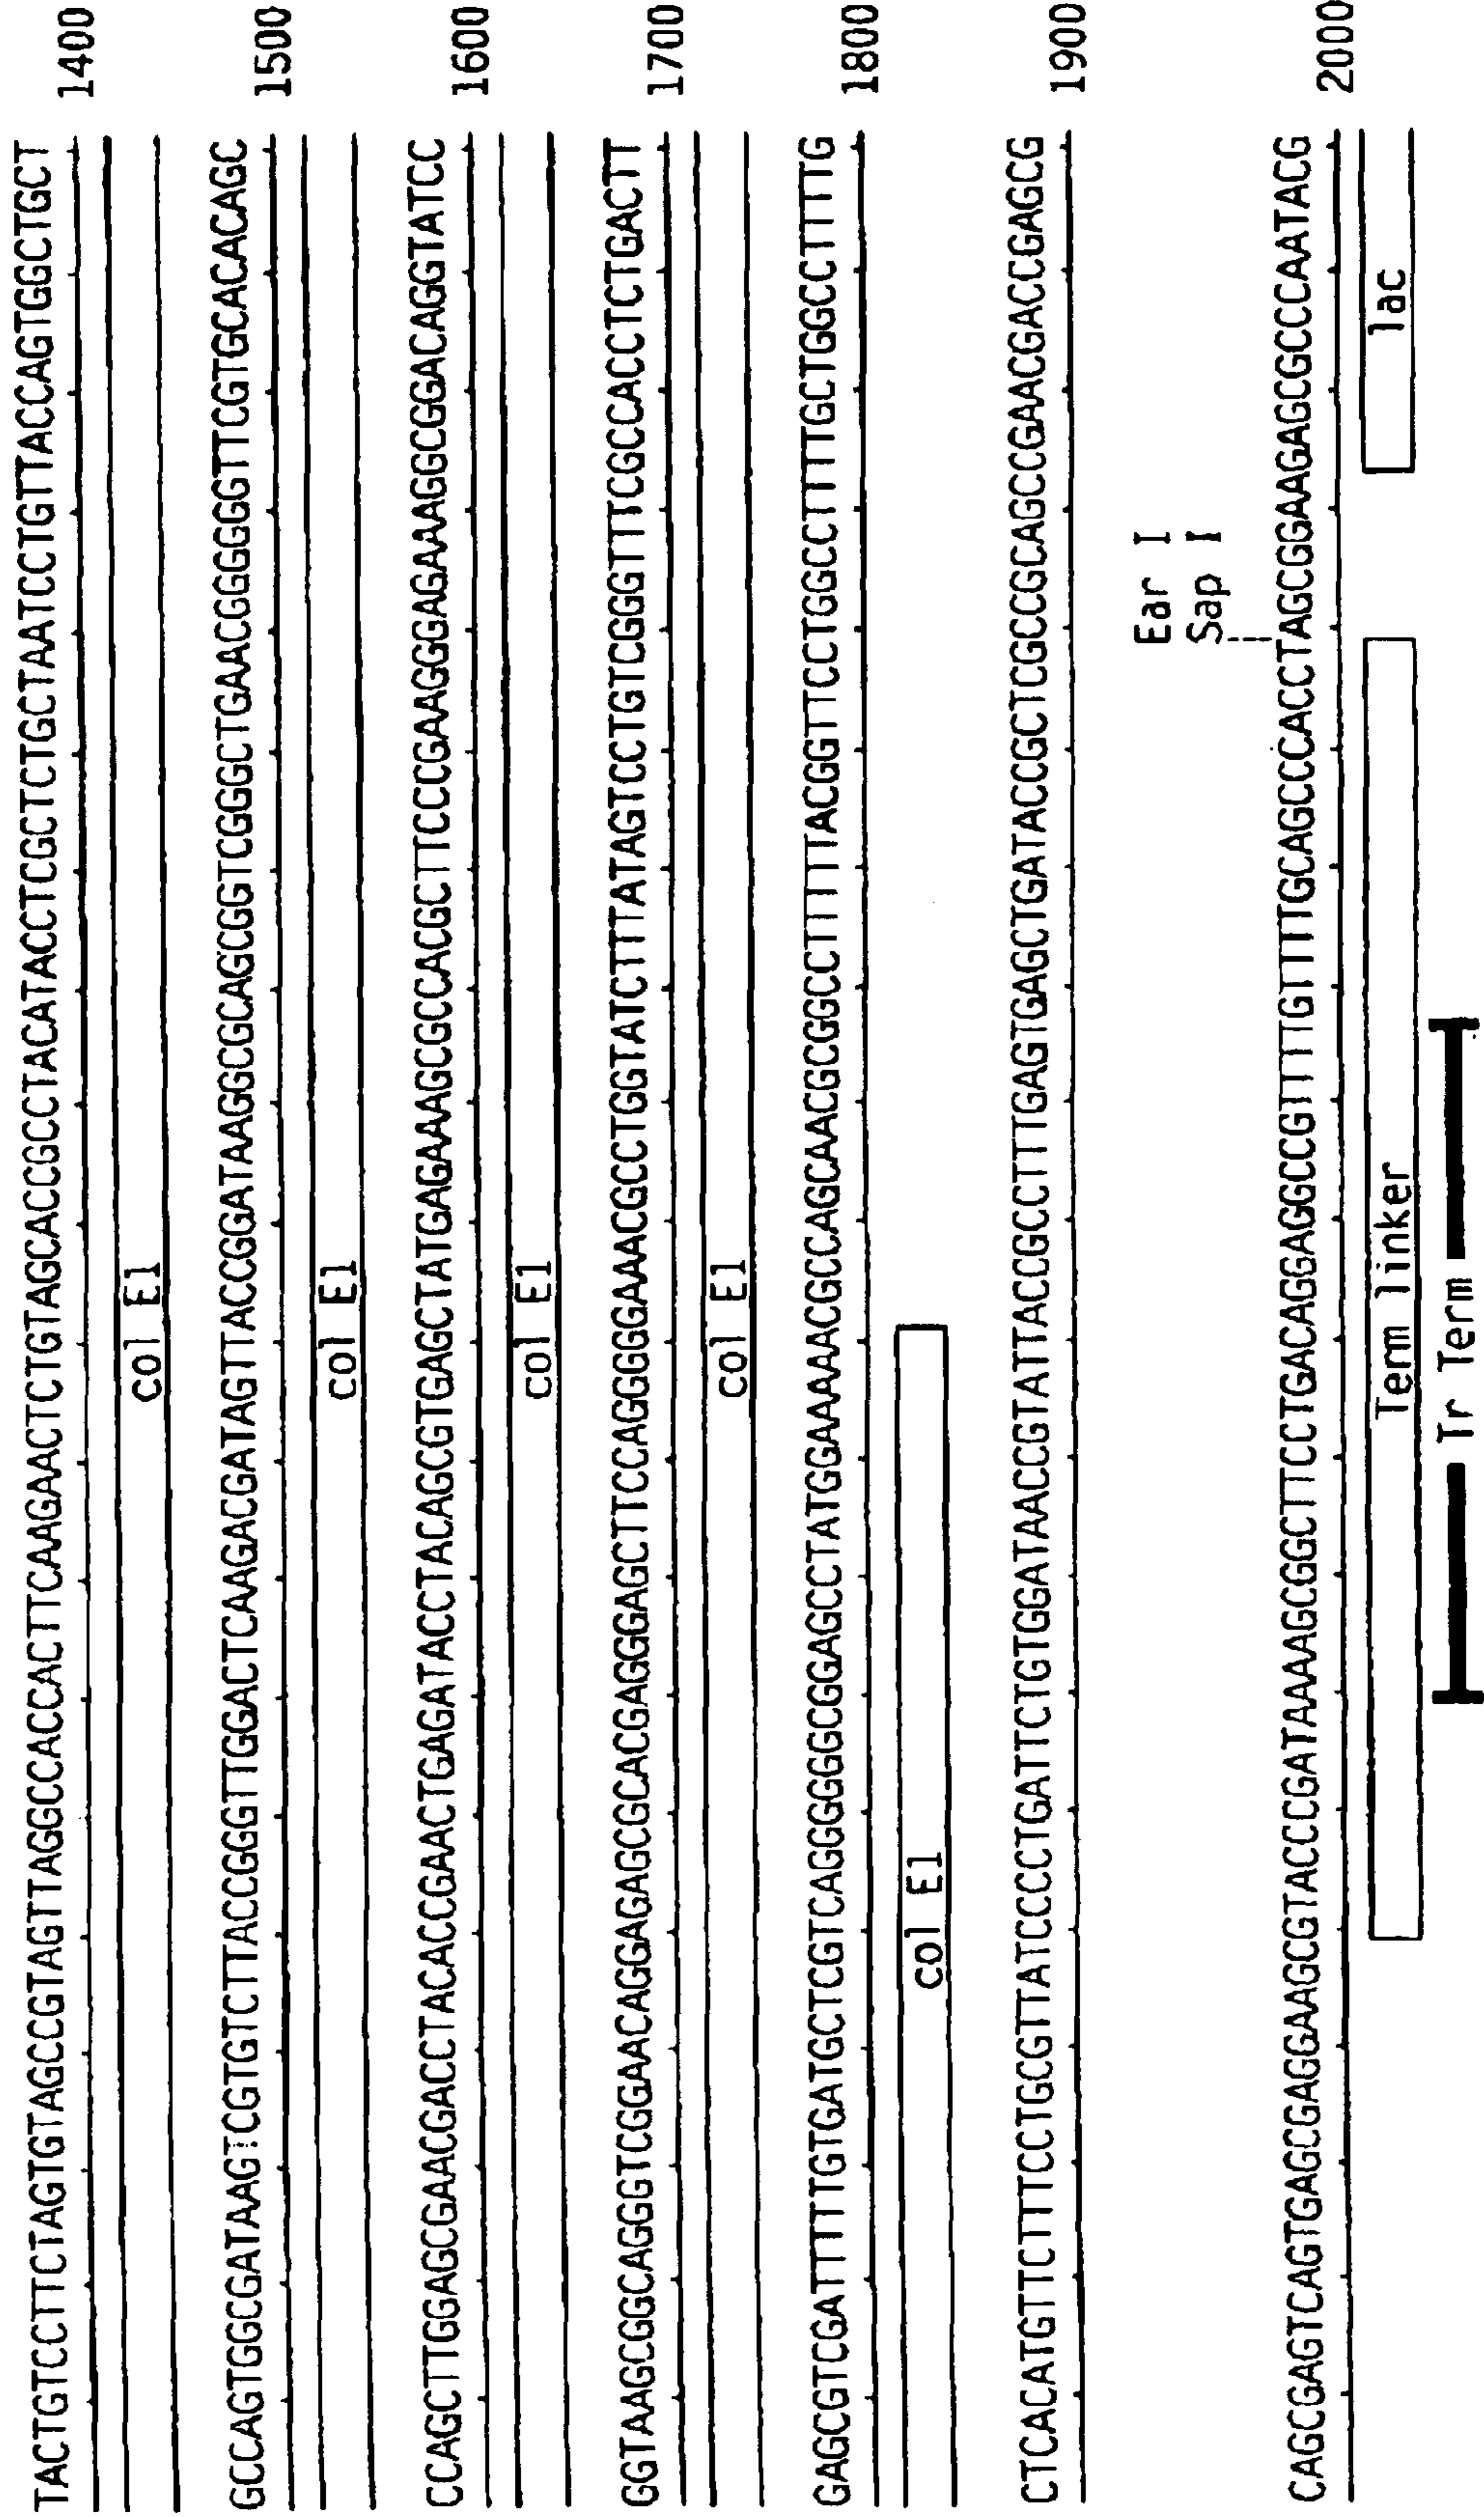 TACTGTCCTTCTAGTGTAGCCGTAGTTAGGCCACCACTTCAAGAACTCTGTAGCACCGCCTACATACCTCGCTCTGCTAATCCTGTTACCAGTGGCTGCT 1400
col E1
GCCAGTGGCGATAAGTCGTGTCTTACCGGGTTGGACTCAAGACGATAGTTACCGGATAAGGCGCAGCGGTCGGGCTGAACGGGGGGTTCGTGCACACAGC 1500
col E1
CCAGCTTGGAGCGAACGACCTACACCGAACTGAGATACCTACAGCGTGAGCTATGAGAAAGCGCCACGCTTCCCGAAGGGAGAAAGGCGGACAGGTATCC 1600
col E1
GGTAAGCGGCAGGGTCGGAACAGGAGAGCGCACGAGGGAGCTTCCAGGGGGAAACGCCTGGTATCTTTATAGTCCTGTCGGGTTTCGCCACCTCTGACTT 1700
col E1
GAGCGTCGATTTTTGTGATGCTCGTCAGGGGGGCGGAGCCTATGGAAAAACGCCAGCAACGCGGCCTTTTTACGGTTCCTGGCCTTTTGCTGGCCTTTTG 1800
col E1
CTCACATGTTCTTTCCTGCGTTATCCCCTGATTCTGTGGATAACCGTATTACCGCCTTTGAGTGAGCTGATACCGCTCGCCGCAGCCGAACGACCGAGCG 1900
Ear I
Sap I
CAGCGAGTCAGTGAGCGAGGAAGCGTACCCGATAAAAGCGGCTTCCTGACAGGAGGCCGTTTTGTTTTGCAGCCCACCTAGCGGAAGAGCGCCCAATACG 2000
Term linker lac
Tr Term